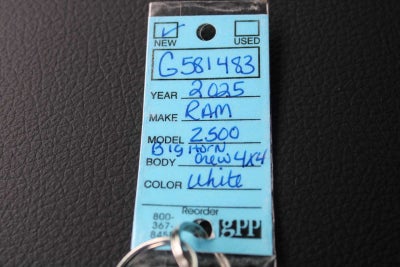 NEW USED
G581483
YEAR 2025
MAKE RAM
MODEL 2500
Big Horn
BODY Crew 4x4
COLOR White
Reorder
800-
367-
845
gpp